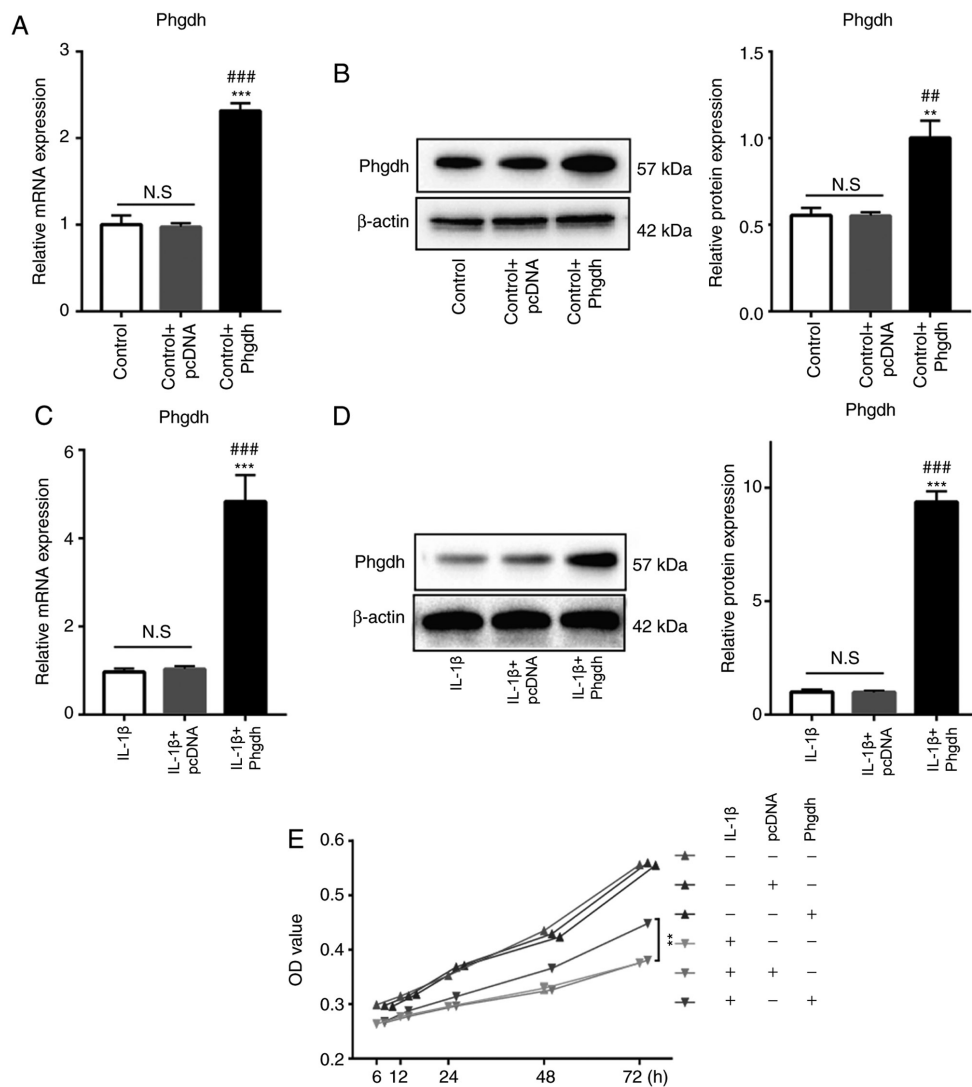 A
Phgdh
Relative mRNA expression
3
2
1
0
###
***
N.S
Control
Control+
pcDNA
Control+
Phgdh
B
Phgdh
57 kDa
β-actin
42 kDa
Control
Control+
pcDNA
Control+
Phgdh
Phgdh
Relative protein expression
1.5
1.0
0.5
0.0
##
**
N.S
Control
Control+
pcDNA
Control+
Phgdh
C
Phgdh
Relative mRNA expression
6
4
2
0
###
***
N.S
IL-1β
IL-1β+
pcDNA
IL-1β+
Phgdh
D
Phgdh
57 kDa
β-actin
42 kDa
IL-1β
IL-1β+
pcDNA
IL-1β+
Phgdh
Phgdh
Relative protein expression
10
5
0
###
***
N.S
IL-1β
IL-1β+
pcDNA
IL-1β+
Phgdh
E
OD value
0.6
0.5
0.4
0.3
0.2
6 12 24 48 72 (h)
**
IL-1β pcDNA Phgdh
– – –
– + –
– – +
+ – –
+ + –
+ – +